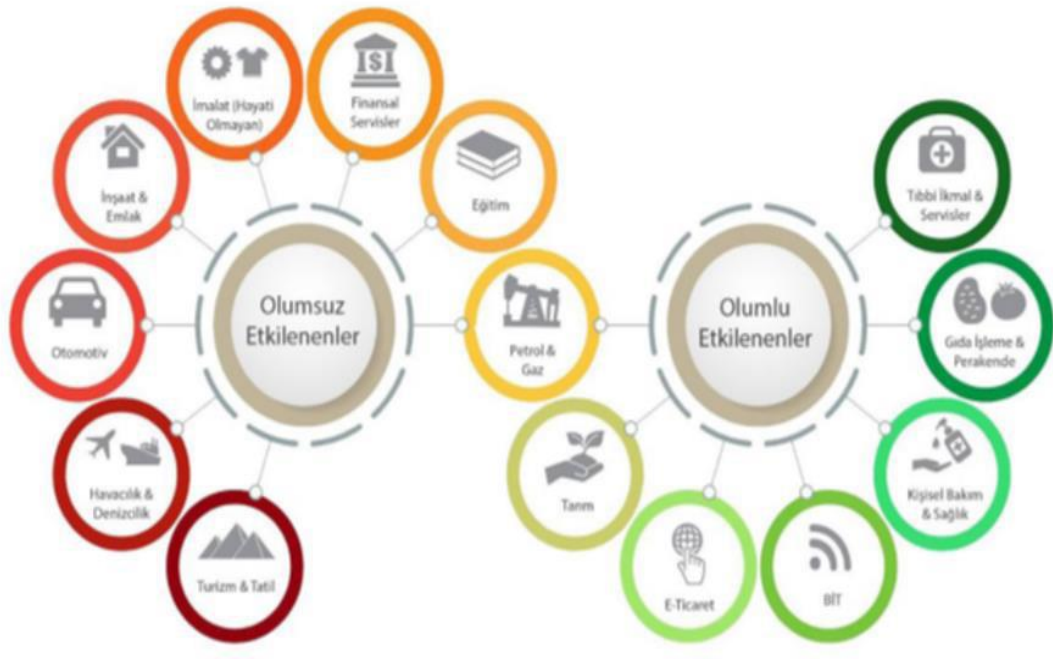 İmalat (Hayati
Olmayan)
Finansal
Servisler
İnşaat &
Emlak
Eğitim
Otomotiv
Olumsuz
Etkilenenler
Petrol &
Gaz
Havacılık &
Denizcilik
Turizm & Tatil
Olumlu
Etkilenenler
Tıbbi İkmal &
Servisler
Gıda İşleme &
Perakende
Kişisel Bakım
& Sağlık
BİT
E-Ticaret
Tarım